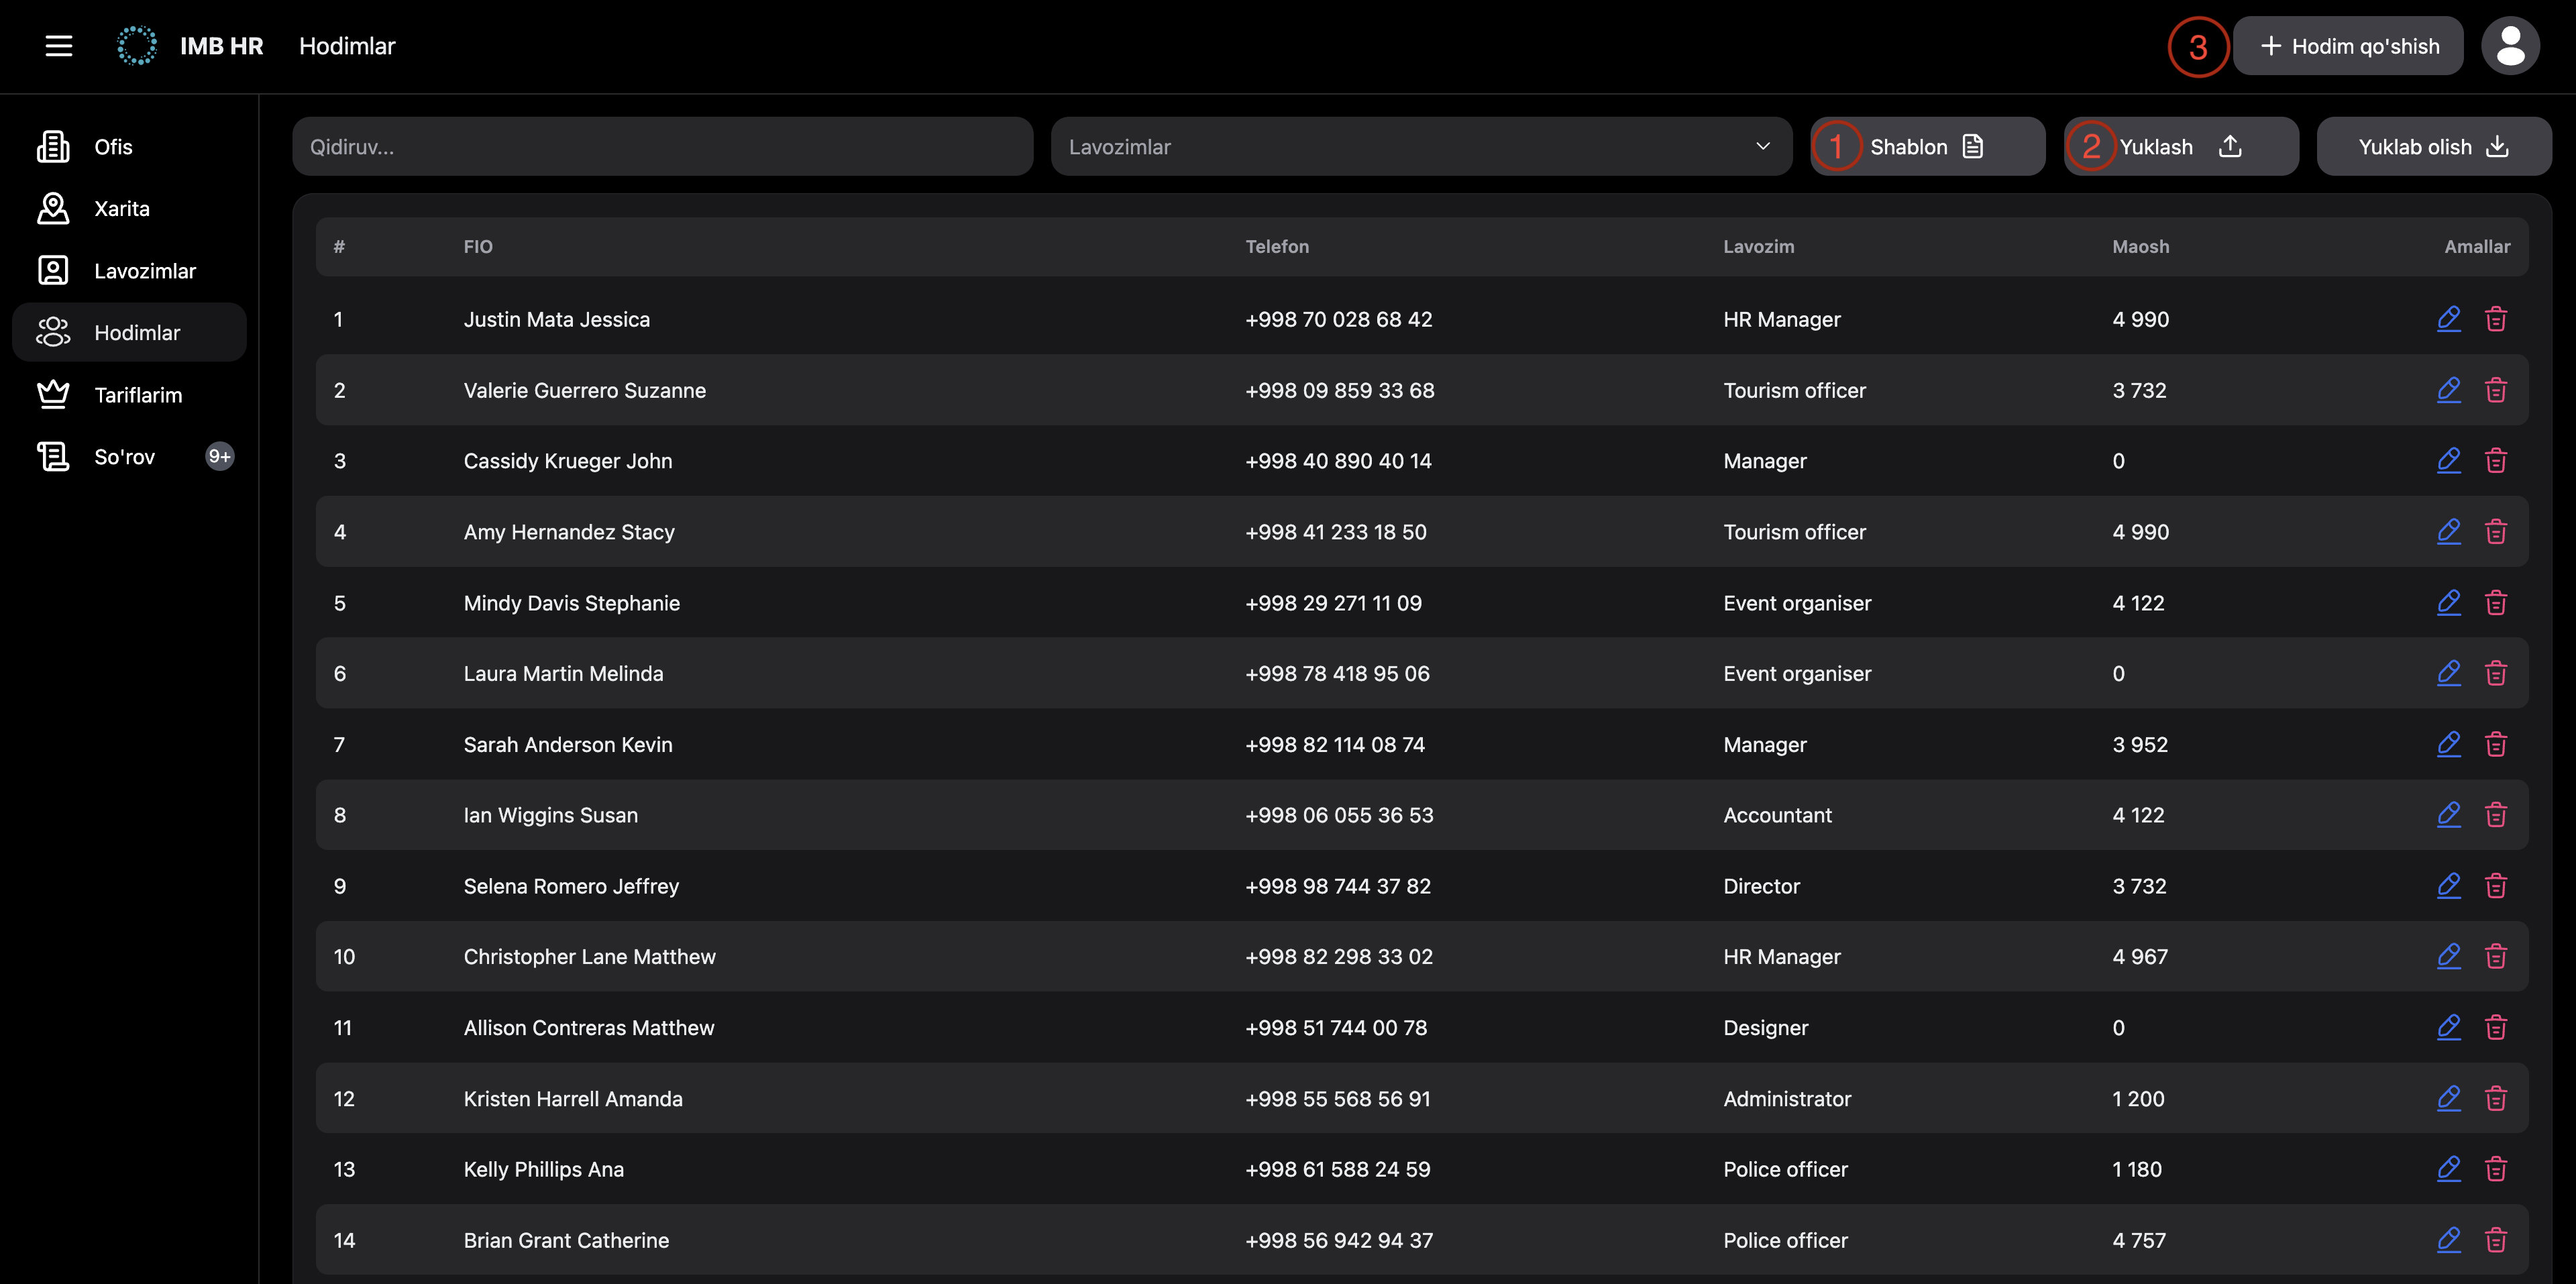 IMB HR Hodimlar 3 + Hodim qo'shish
Ofis
Xarita
Lavozimlar
Hodimlar
Tariflarim
So'rov 9+
Qidiruv... Lavozimlar 1 Shablon 2 Yuklash Yuklab olish
# FIO Telefon Lavozim Maosh Amallar
1 Justin Mata Jessica +998 70 028 68 42 HR Manager 4 990
2 Valerie Guerrero Suzanne +998 09 859 33 68 Tourism officer 3 732
3 Cassidy Krueger John +998 40 890 40 14 Manager 0
4 Amy Hernandez Stacy +998 41 233 18 50 Tourism officer 4 990
5 Mindy Davis Stephanie +998 29 271 11 09 Event organiser 4 122
6 Laura Martin Melinda +998 78 418 95 06 Event organiser 0
7 Sarah Anderson Kevin +998 82 114 08 74 Manager 3 952
8 Ian Wiggins Susan +998 06 055 36 53 Accountant 4 122
9 Selena Romero Jeffrey +998 98 744 37 82 Director 3 732
10 Christopher Lane Matthew +998 82 298 33 02 HR Manager 4 967
11 Allison Contreras Matthew +998 51 744 00 78 Designer 0
12 Kristen Harrell Amanda +998 55 568 56 91 Administrator 1 200
13 Kelly Phillips Ana +998 61 588 24 59 Police officer 1 180
14 Brian Grant Catherine +998 56 942 94 37 Police officer 4 757